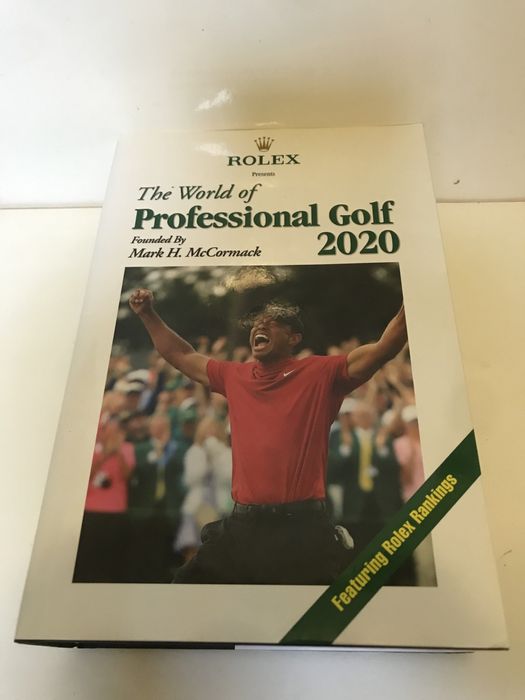 ROLEX
Presents
The World of
Professional Golf
Founded By
Mark H. McCormack
2020
Featuring Rolex Rankings